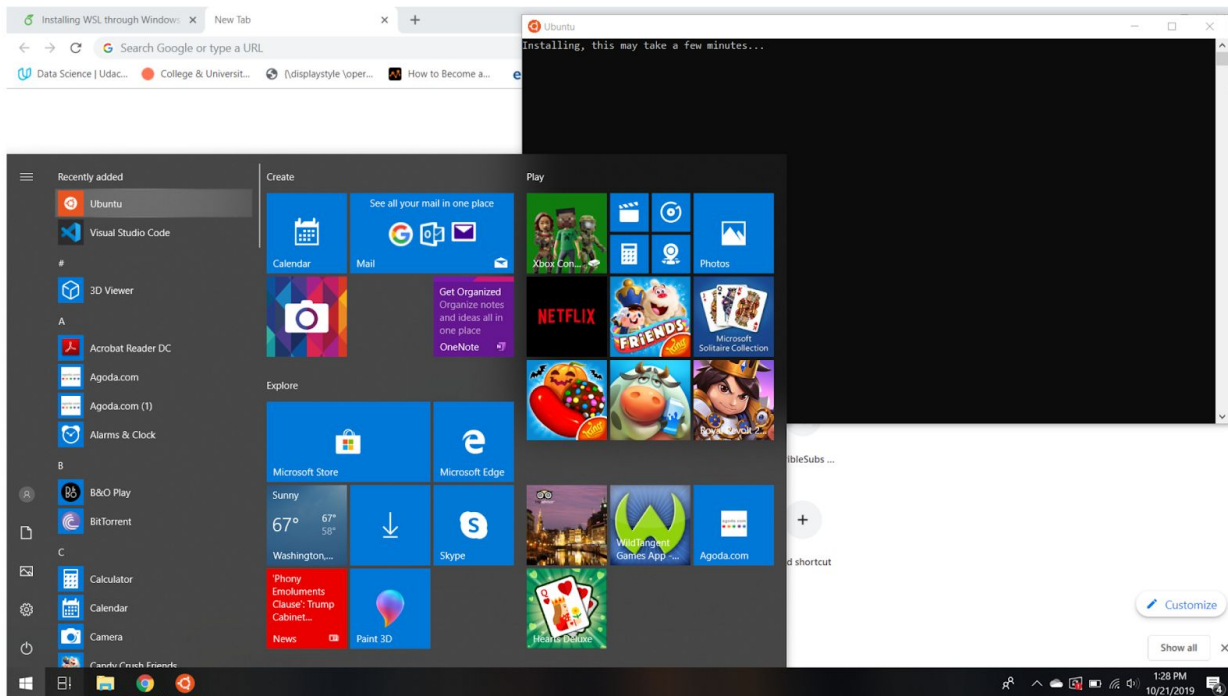 Installing WSL through Windows
New Tab
Search Google or type a URL
Data Science | Udac...
College & Universit...
[\displaystyle \oper...
How to Become a...
Ubuntu
Installing, this may take a few minutes...
Recently added
Ubuntu
Visual Studio Code
#
3D Viewer
A
Acrobat Reader DC
Agoda.com
Agoda.com (1)
Alarms & Clock
B
B&O Play
BitTorrent
C
Calculator
Calendar
Camera
Candy Crush Friends
Create
See all your mail in one place
Calendar
Mail
Get Organized
Organize notes
and ideas all in
one place
OneNote
Explore
Microsoft Store
Microsoft Edge
Sunny
67°
67°
58°
Washington,...
Skype
'Phony
Emoluments
Clause': Trump
Cabinet...
News
Paint 3D
Play
Xbox Con...
Photos
NETFLIX
FRIENDS
King
Microsoft
Solitaire Collection
King
King
Royal Revolt 2...
WildTangent
Games App -...
Agoda.com
Hearts Deluxe
ibleSubs ...
d shortcut
Customize
Show all
1:28 PM
10/21/2019